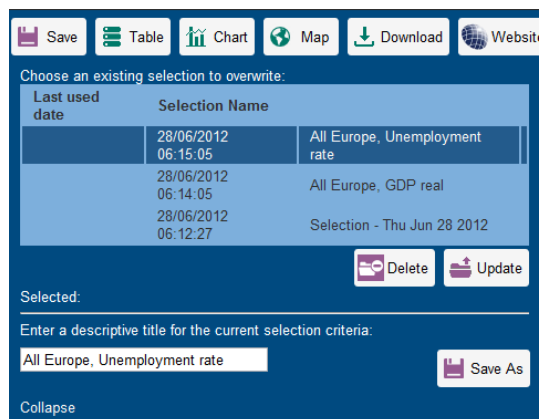 Save Table Chart Map Download Website
Choose an existing selection to overwrite:
Last used
date
Selection Name
28/06/2012
06:15:05
All Europe, Unemployment
rate
28/06/2012
06:14:05
All Europe, GDP real
28/06/2012
06:12:27
Selection - Thu Jun 28 2012
Delete Update
Selected:
Enter a descriptive title for the current selection criteria:
All Europe, Unemployment rate
Save As
Collapse